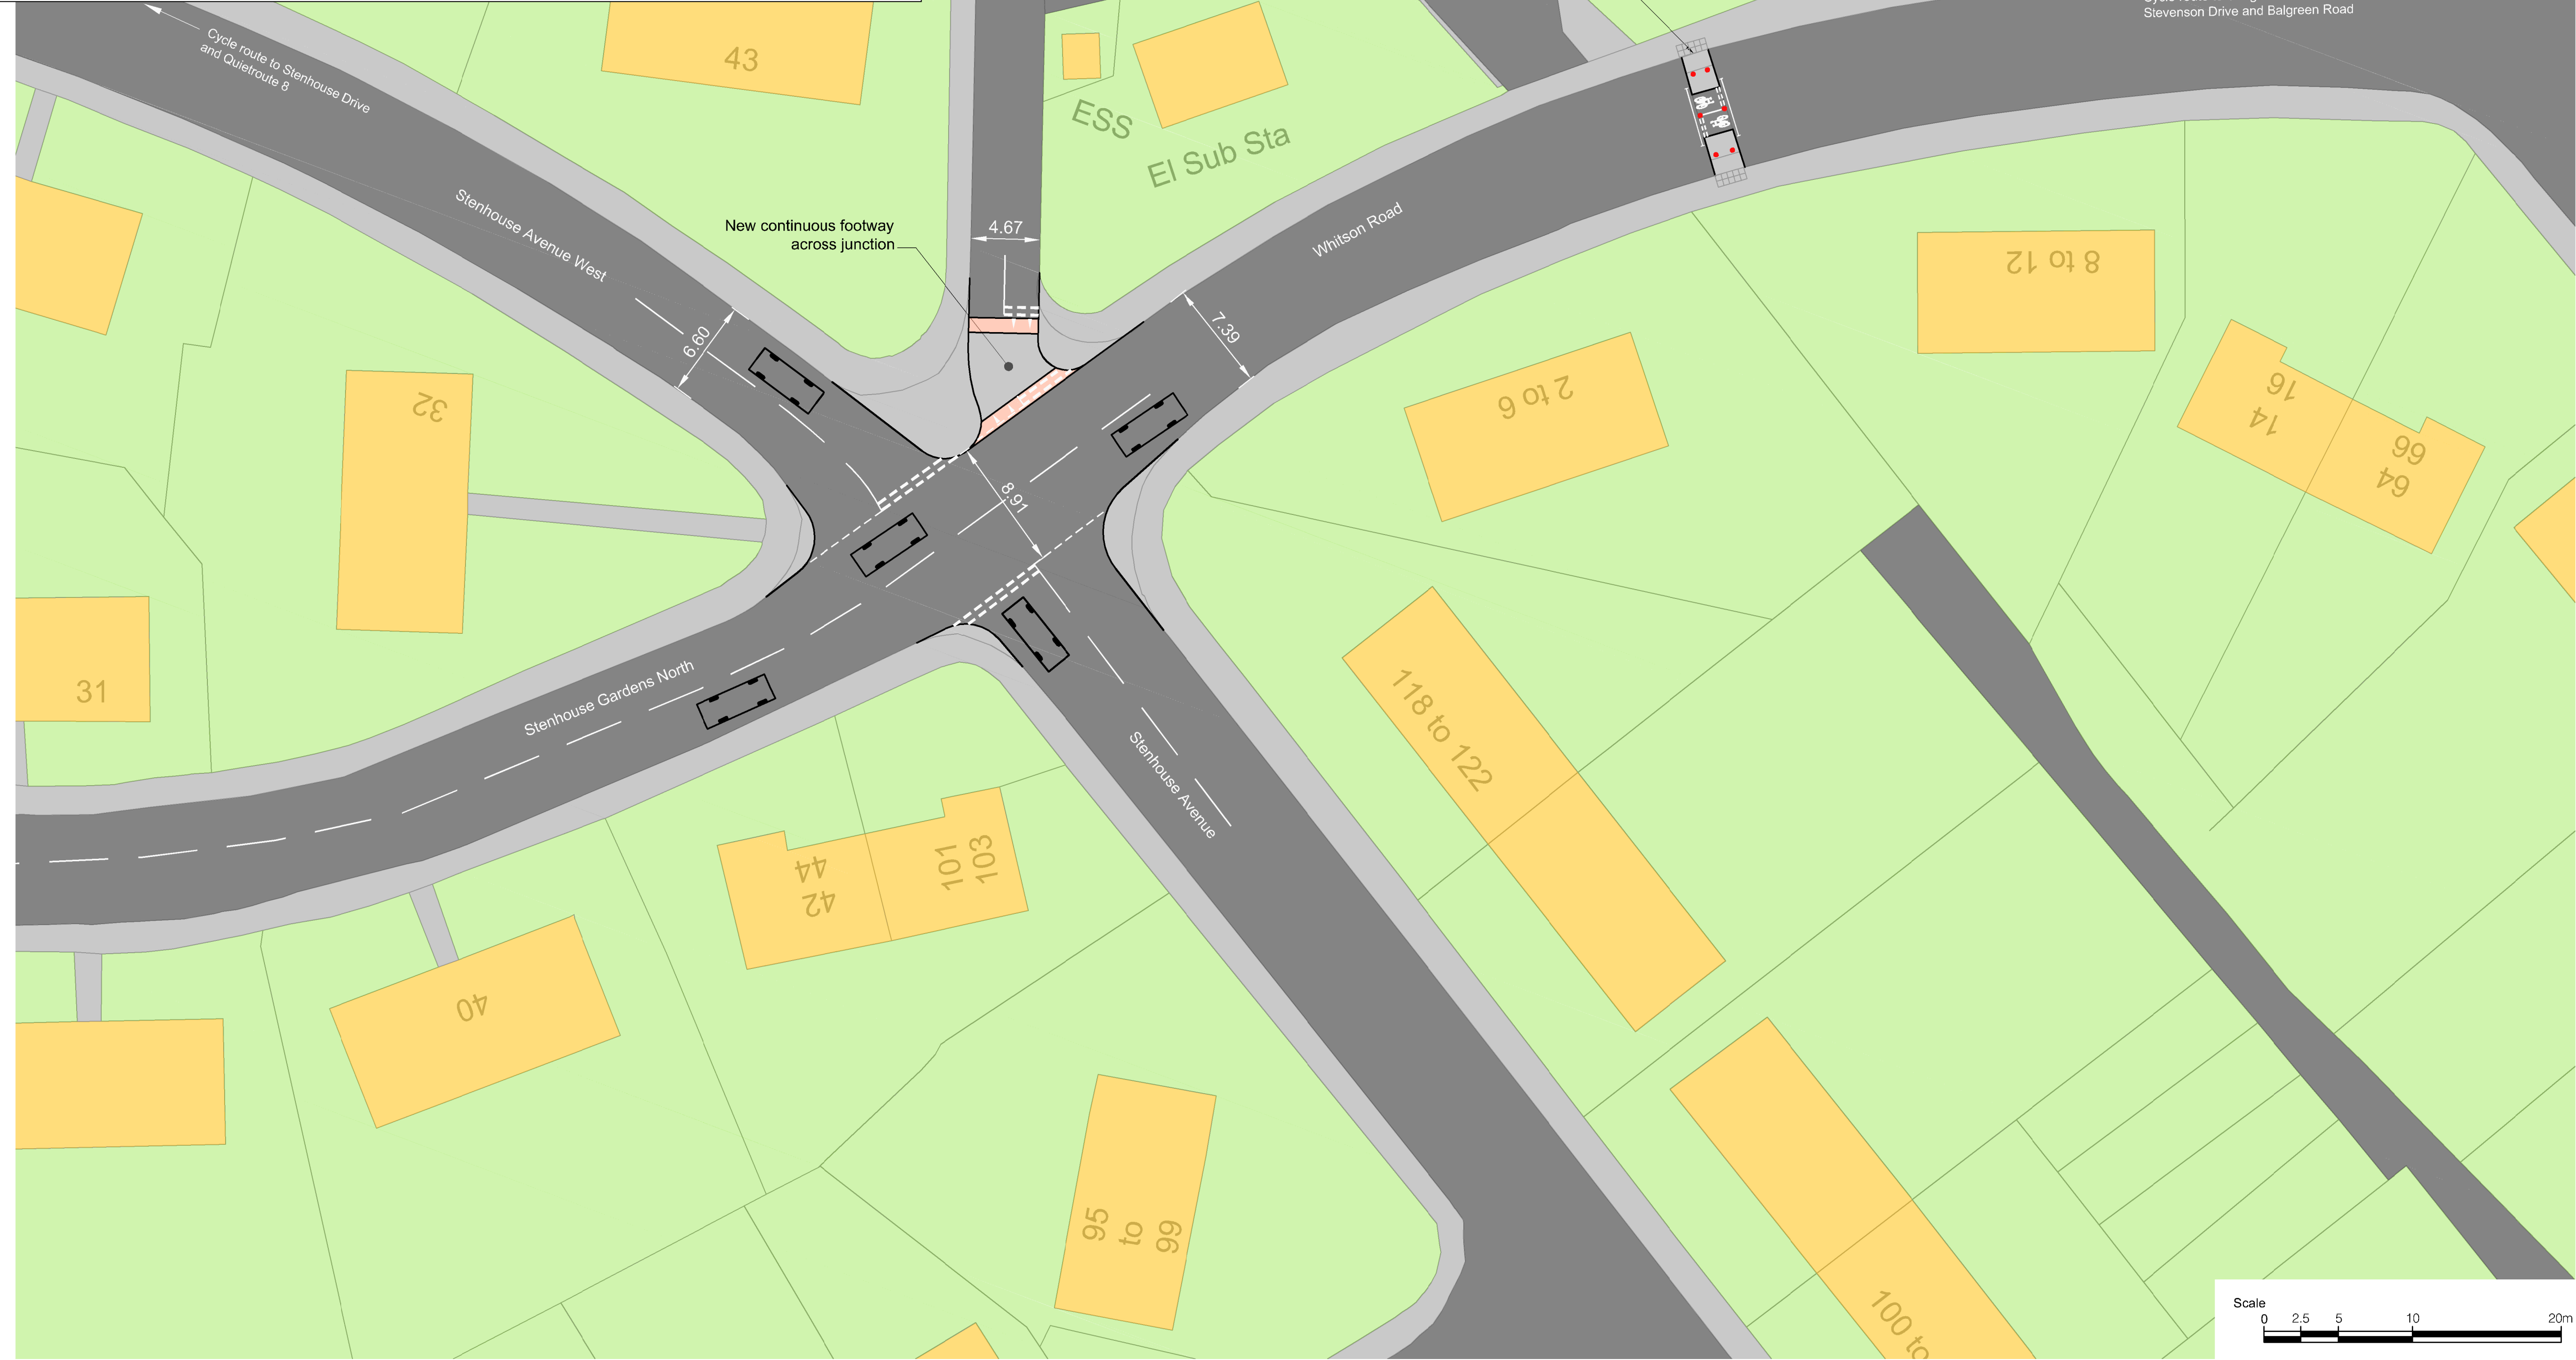 Stevenson Drive and Balgreen Road
Cycle route to Stenhouse Drive
and Quietroute 8
43
ESS
El Sub Sta
Stenhouse Avenue West
New continuous footway
across junction
4.67
Whitson Road
8 to 12
6.60
7.39
32
2 to 6
16
14
66
64
8.91
31
Stenhouse Gardens North
118 to 122
Stenhouse Avenue
44
42
101
103
40
95
to
99
100 to
Scale
0 2.5 5 10 20m